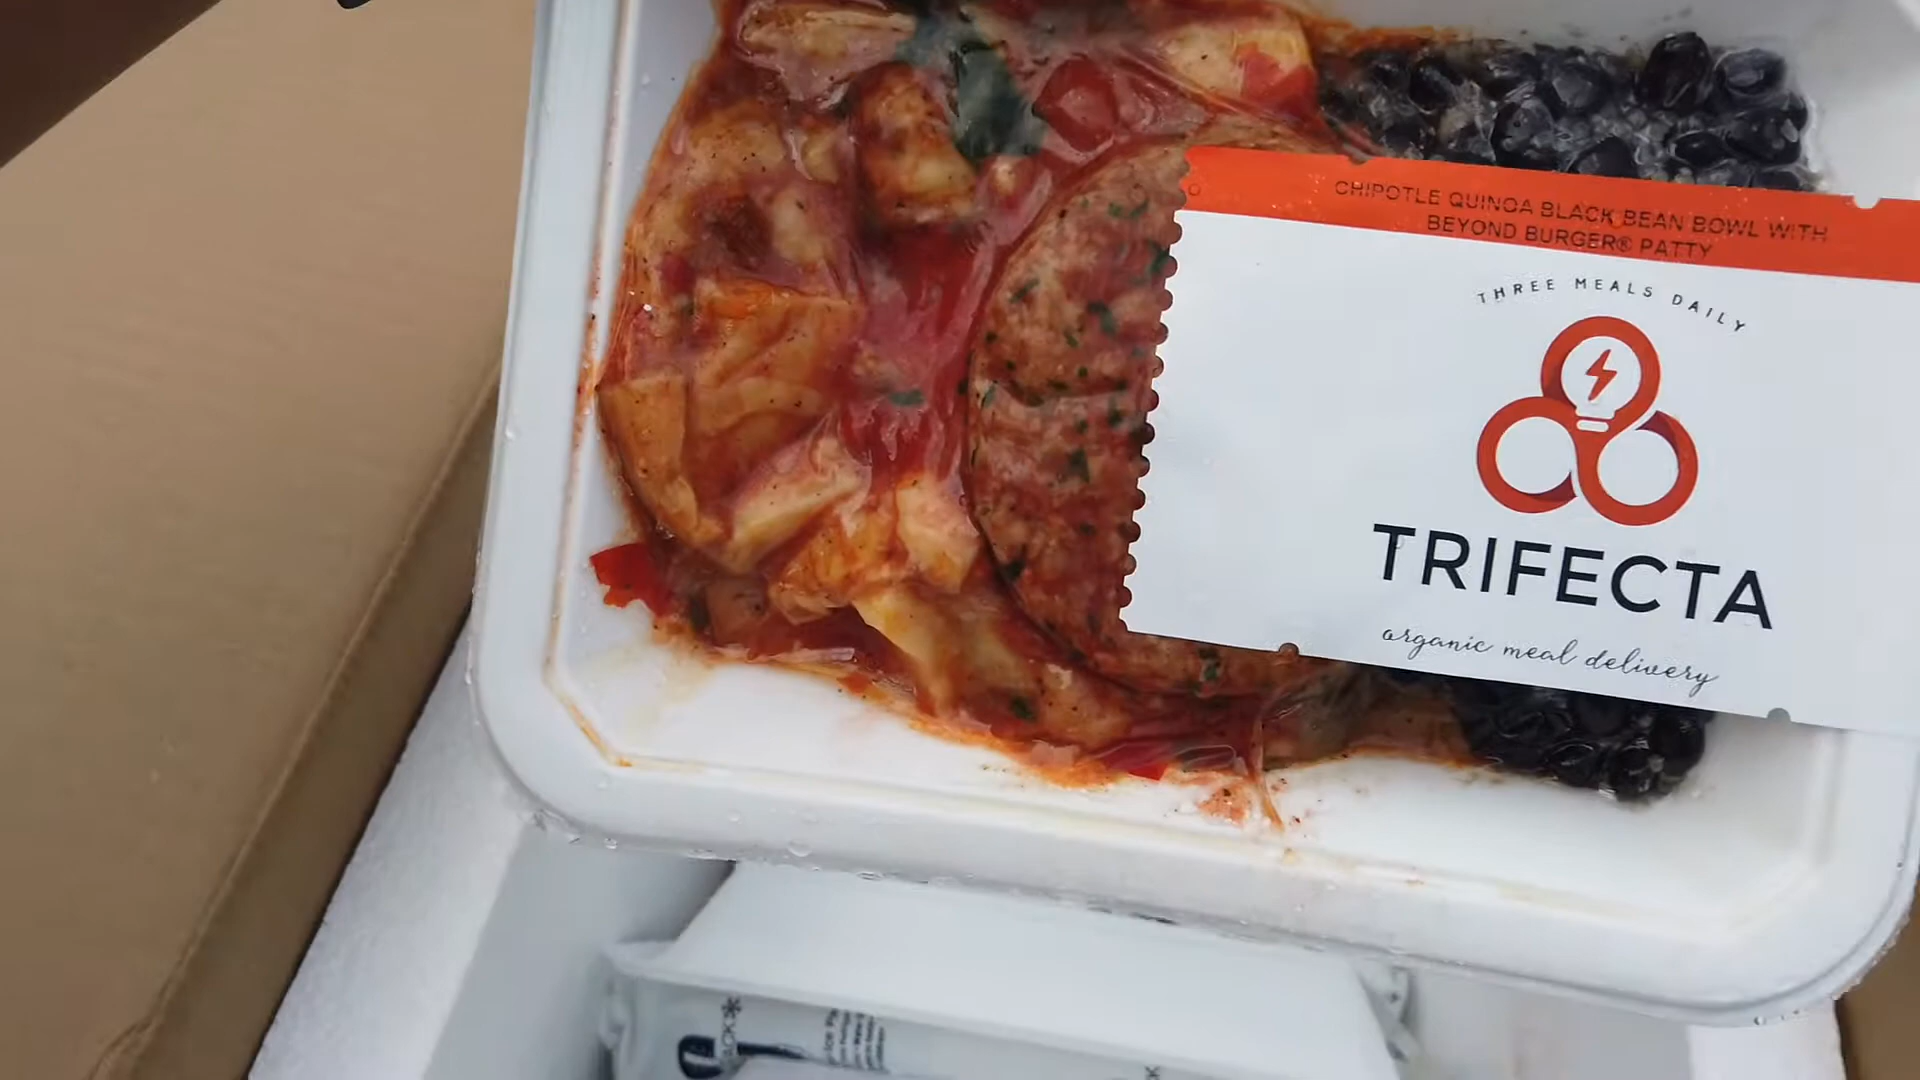 CHIPOTLE QUINOA BLACK BEAN BOWL WITH
BEYOND BURGER® PATTY
THREE MEALS DAILY
TRIFECTA
organic meal delivery